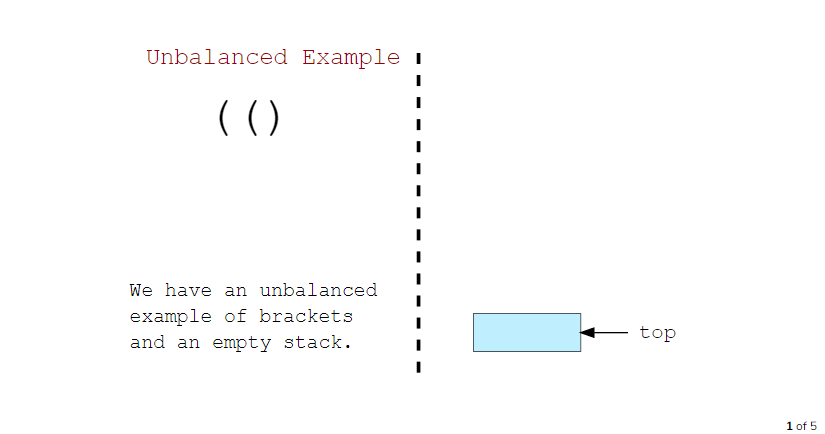 Unbalanced Example
( ()
We have an unbalanced
example of brackets
and an empty stack.
top
1 of 5